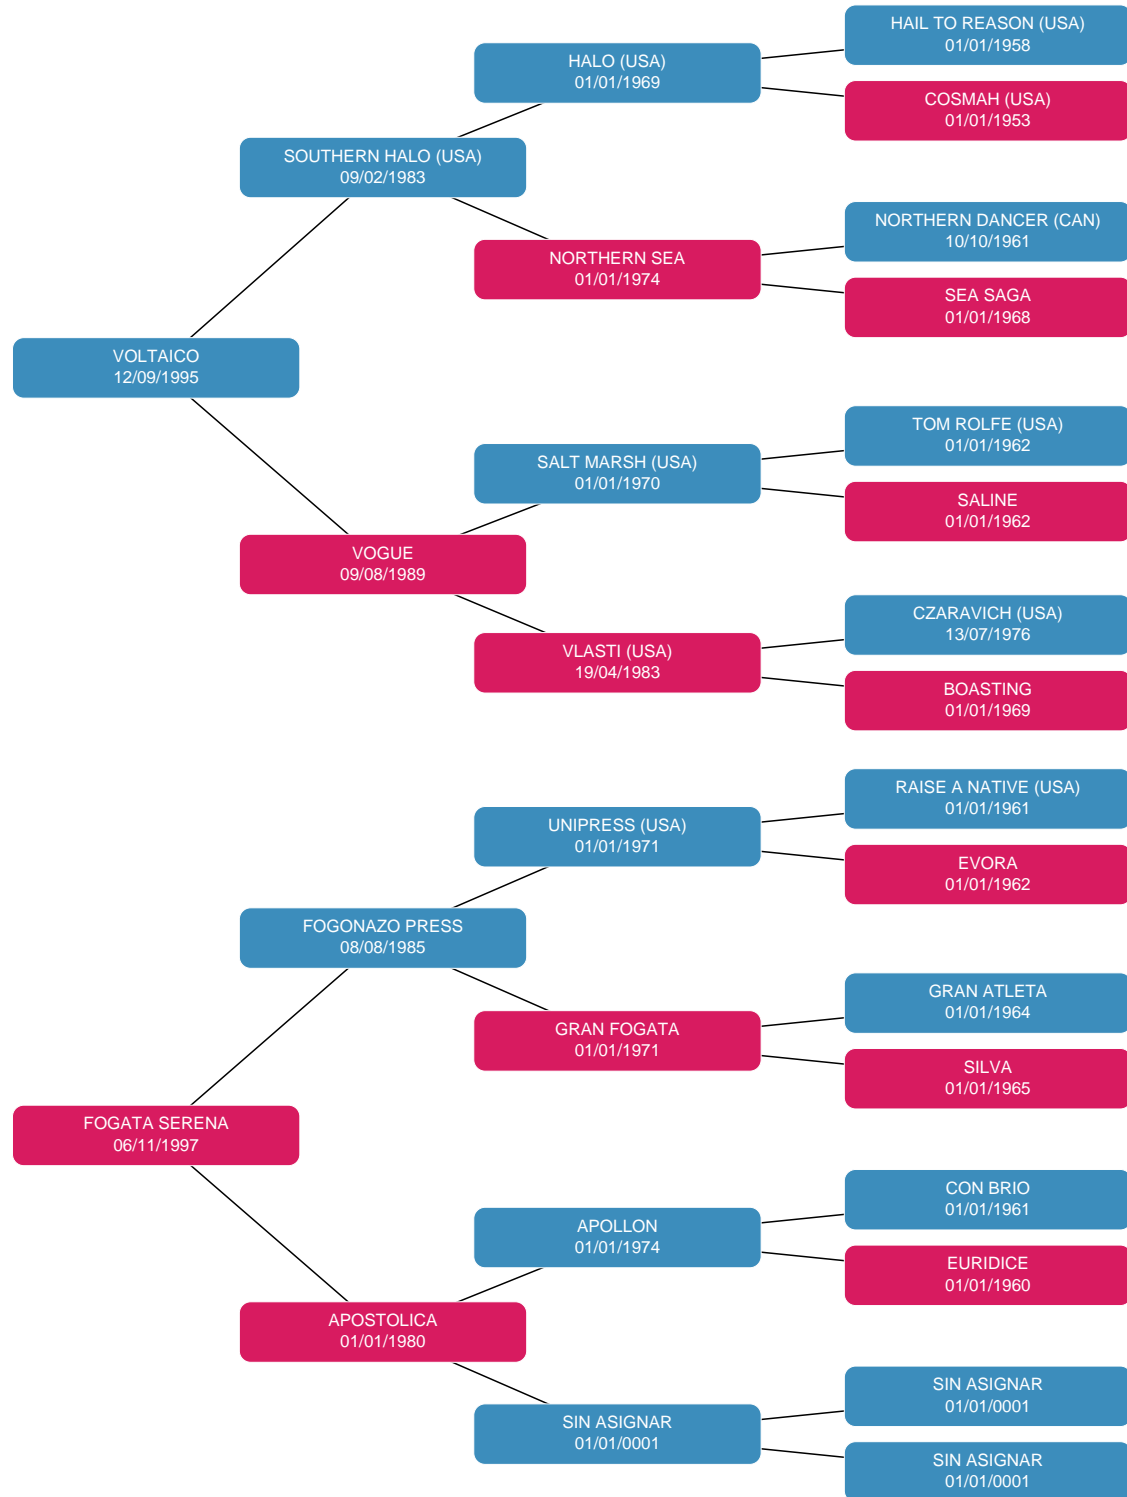 HAIL TO REASON (USA)
01/01/1958
HALO (USA)
01/01/1969
COSMAH (USA)
01/01/1953
SOUTHERN HALO (USA)
09/02/1983
NORTHERN DANCER (CAN)
10/10/1961
NORTHERN SEA
01/01/1974
SEA SAGA
01/01/1968
VOLTAICO
12/09/1995
TOM ROLFE (USA)
01/01/1962
SALT MARSH (USA)
01/01/1970
SALINE
01/01/1962
VOGUE
09/08/1989
CZARAVICH (USA)
13/07/1976
VLASTI (USA)
19/04/1983
BOASTING
01/01/1969
RAISE A NATIVE (USA)
01/01/1961
UNIPRESS (USA)
01/01/1971
EVORA
01/01/1962
FOGONAZO PRESS
08/08/1985
GRAN ATLETA
01/01/1964
GRAN FOGATA
01/01/1971
SILVA
01/01/1965
FOGATA SERENA
06/11/1997
CON BRIO
01/01/1961
APOLLON
01/01/1974
EURIDICE
01/01/1960
APOSTOLICA
01/01/1980
SIN ASIGNAR
01/01/0001
SIN ASIGNAR
01/01/0001
SIN ASIGNAR
01/01/0001